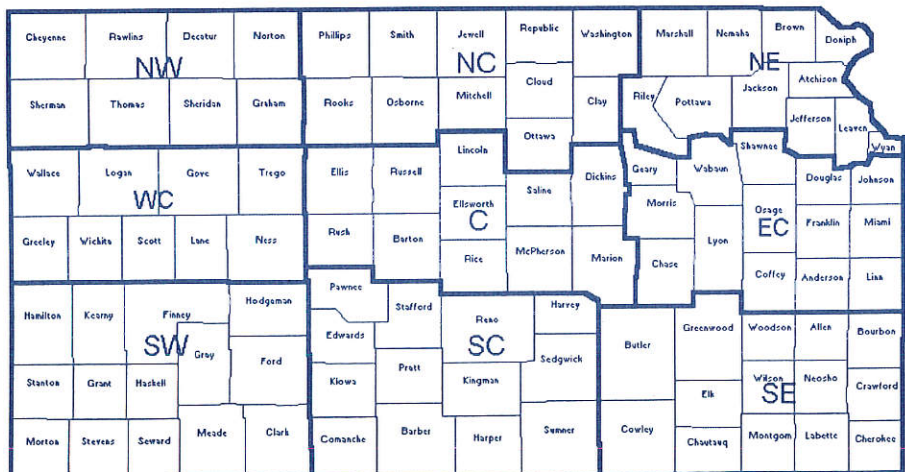 Cheyenne Rawlins Decatur Norton Phillips Smith Jewell Republic Washington Marshall Nemaha Brown Doniph
NW NC NE
Sherman Thomas Sheridan Graham Rooks Osborne Mitchell Cloud Clay Riley Pottawa Jackson Atchison
Ottawa Jefferson Leaven
Wyan
Wallace Logan Gove Trego Ellis Russell Lincoln Saline Dickins Geary Wabaun Shawnee Douglas Johnson
WC C EC
Ellsworth Morris Osage Franklin Miami
Greeley Wichita Scott Lane Ness Rush Barton Rice McPherson Marion Chase Lyon Coffey Anderson Linn
Hamilton Kearny Finney Hodgeman Pawnee Stafford Reno Harvey Butler Greenwood Woodson Allen Bourbon
SW SC SE
Gray Ford Edwards Sedgwick
Stanton Grant Haskell Kiowa Pratt Kingman Elk Wilson Neosho Crawford
Morton Stevens Seward Meade Clark Comanche Barber Harper Sumner Cowley Chautauq Montgom Labette Cherokee